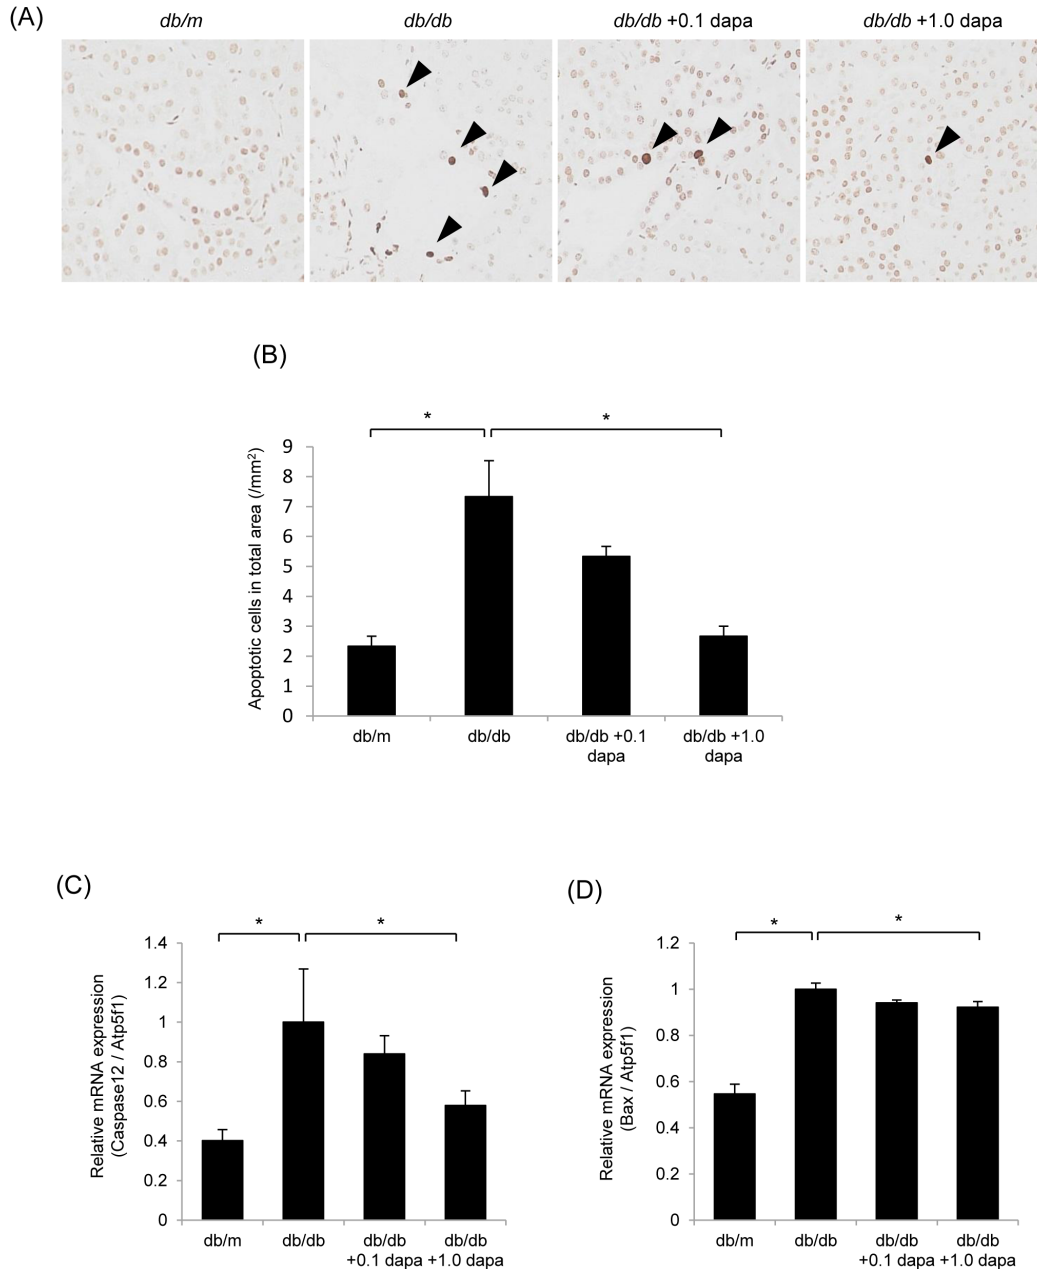 (A)
db/m
db/db
db/db +0.1 dapa
db/db +1.0 dapa
(B)
* *
Apoptotic cells in total area (/mm²)
9
8
7
6
5
4
3
2
1
0
db/m
db/db
db/db +0.1
dapa
db/db +1.0
dapa
(C)
* *
Relative mRNA expression
(Caspase12 / Atp5f1)
1.4
1.2
1
0.8
0.6
0.4
0.2
0
db/m
db/db
db/db
+0.1 dapa
db/db
+1.0 dapa
(D)
* *
Relative mRNA expression
(Bax / Atp5f1)
1.2
1
0.8
0.6
0.4
0.2
0
db/m
db/db
db/db
+0.1 dapa
db/db
+1.0 dapa